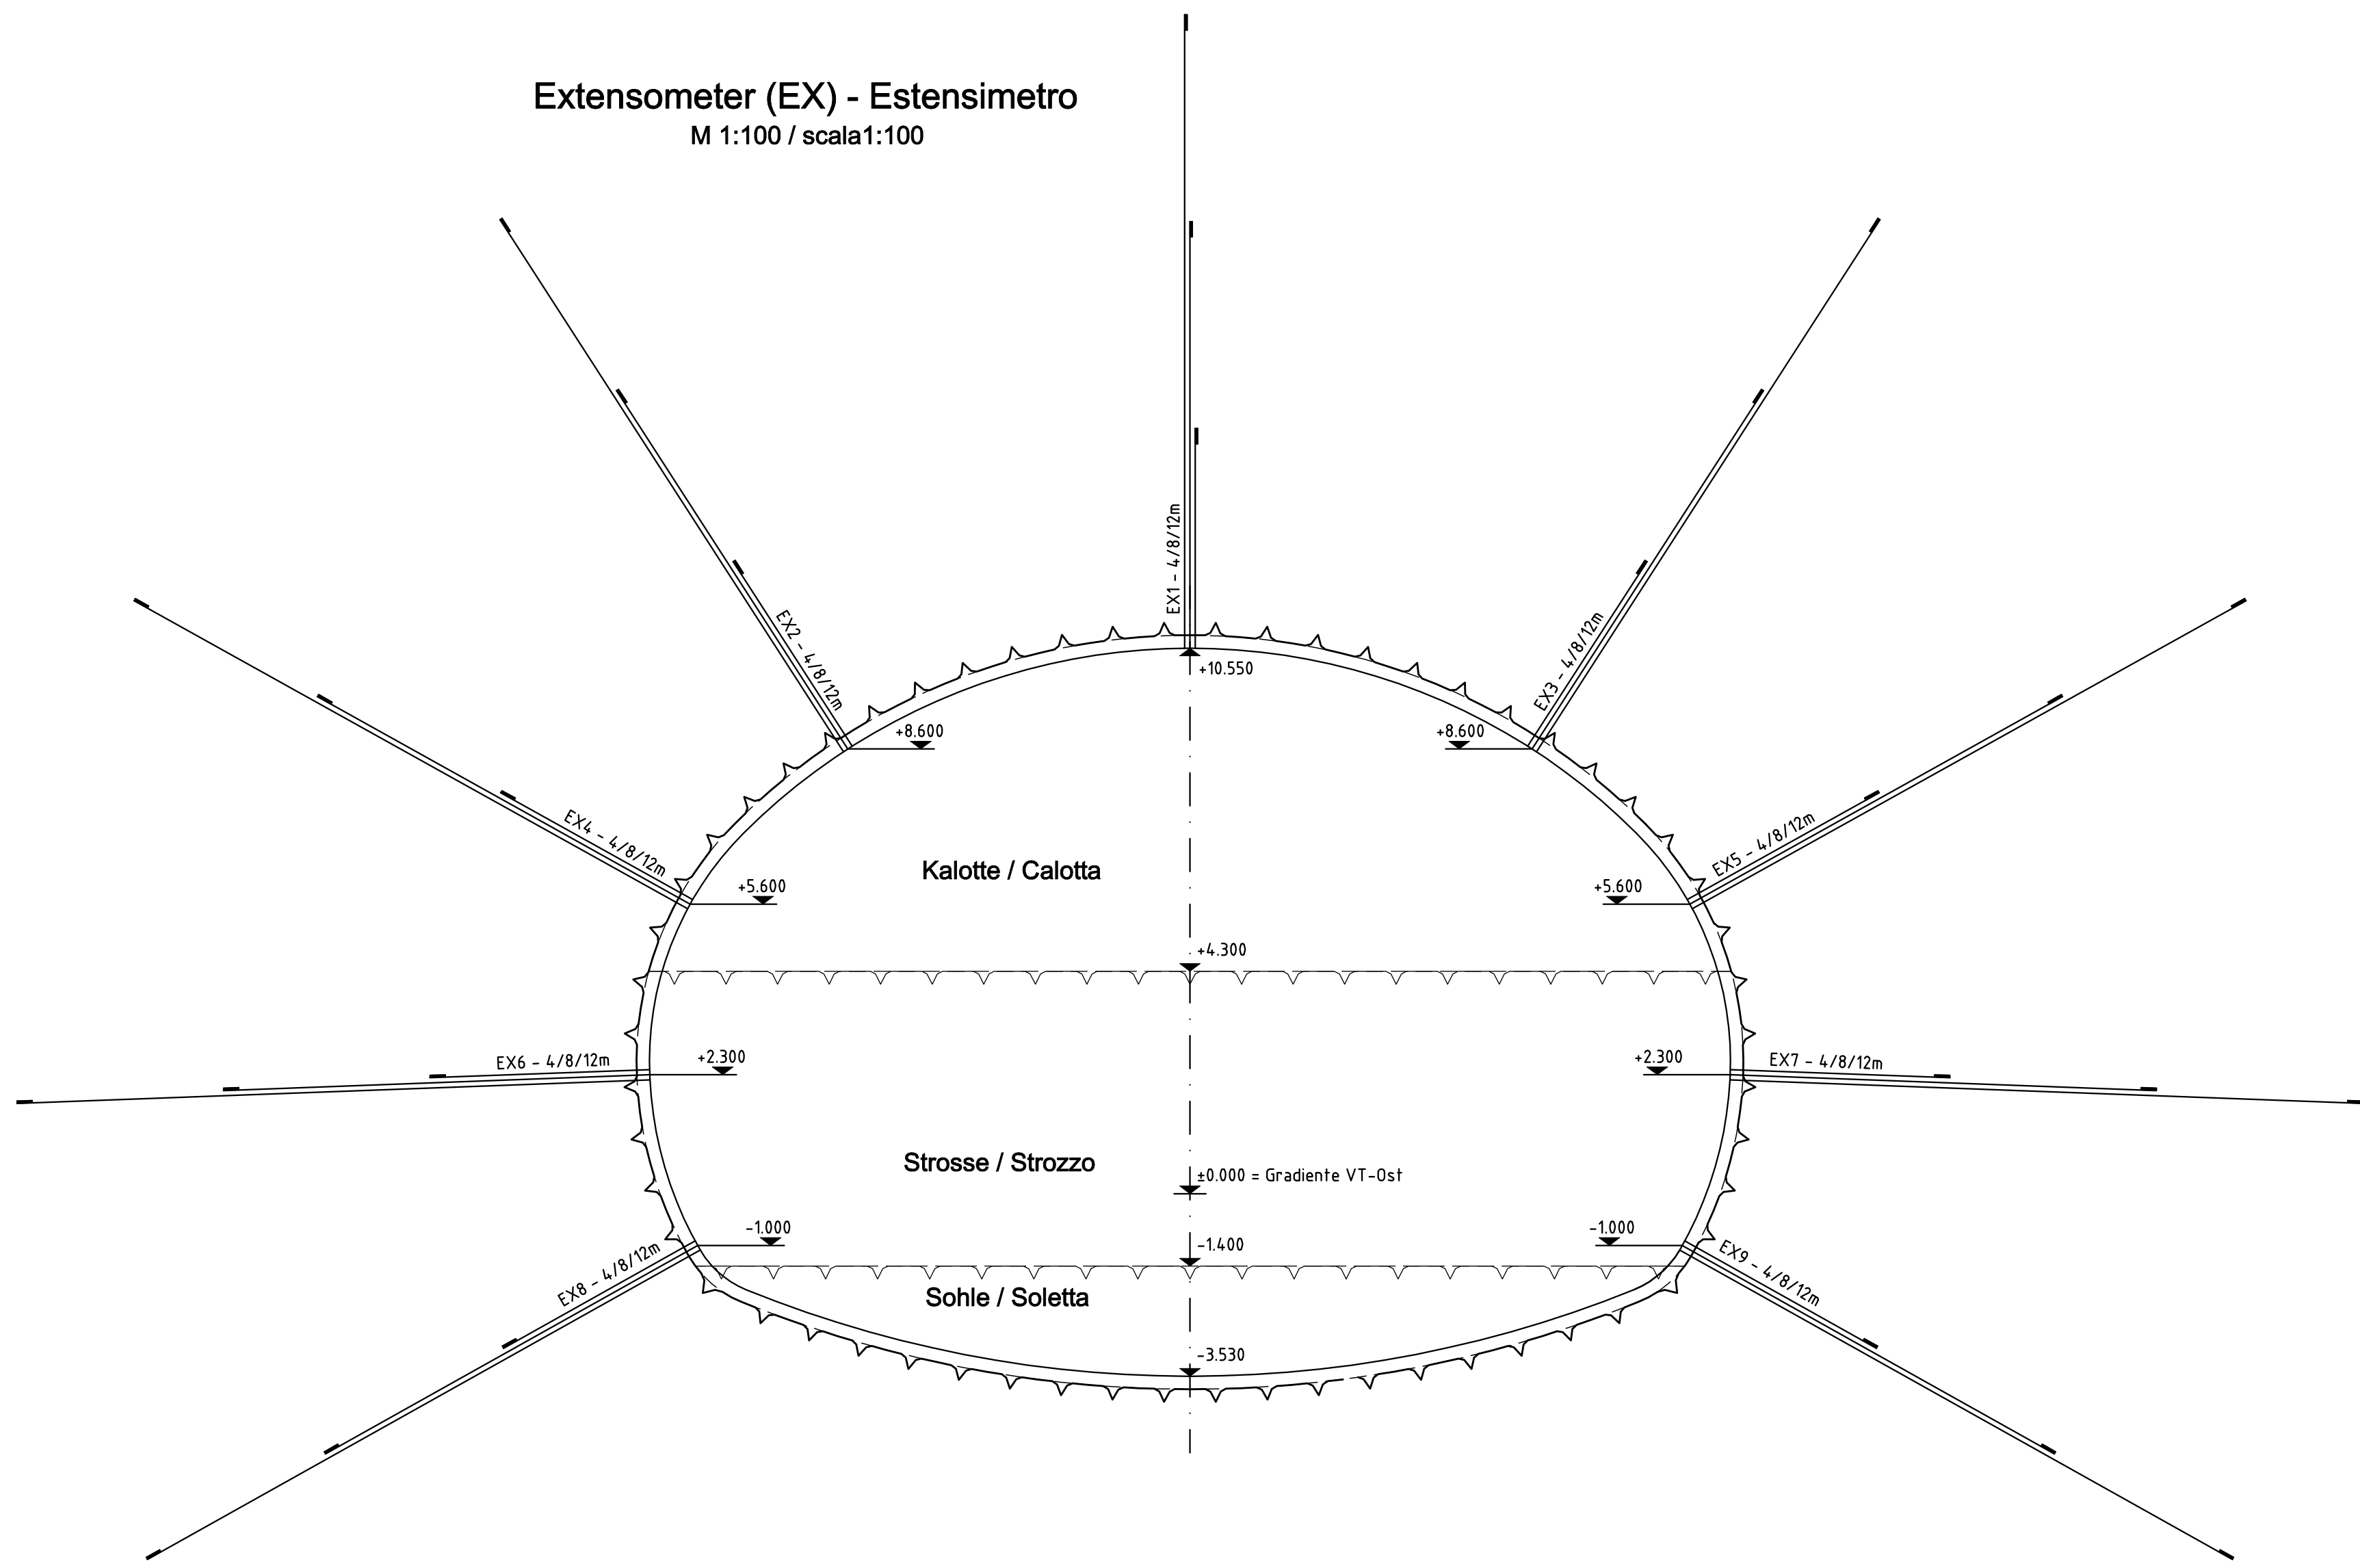 Extensometer (EX) - Estensimetro
M 1:100 / scala1:100
EX1 - 4/8/12m
EX2 - 4/8/12m
EX3 - 4/8/12m
+10.550
+8.600
+8.600
EX4 - 4/8/12m
EX5 - 4/8/12m
Kalotte / Calotta
+5.600
+5.600
+4.300
EX6 - 4/8/12m
+2.300
+2.300
EX7 - 4/8/12m
Strosse / Strozzo
±0.000 = Gradiente VT-Ost
-1.000
-1.000
-1.400
EX8 - 4/8/12m
EX9 - 4/8/12m
Sohle / Soletta
-3.530